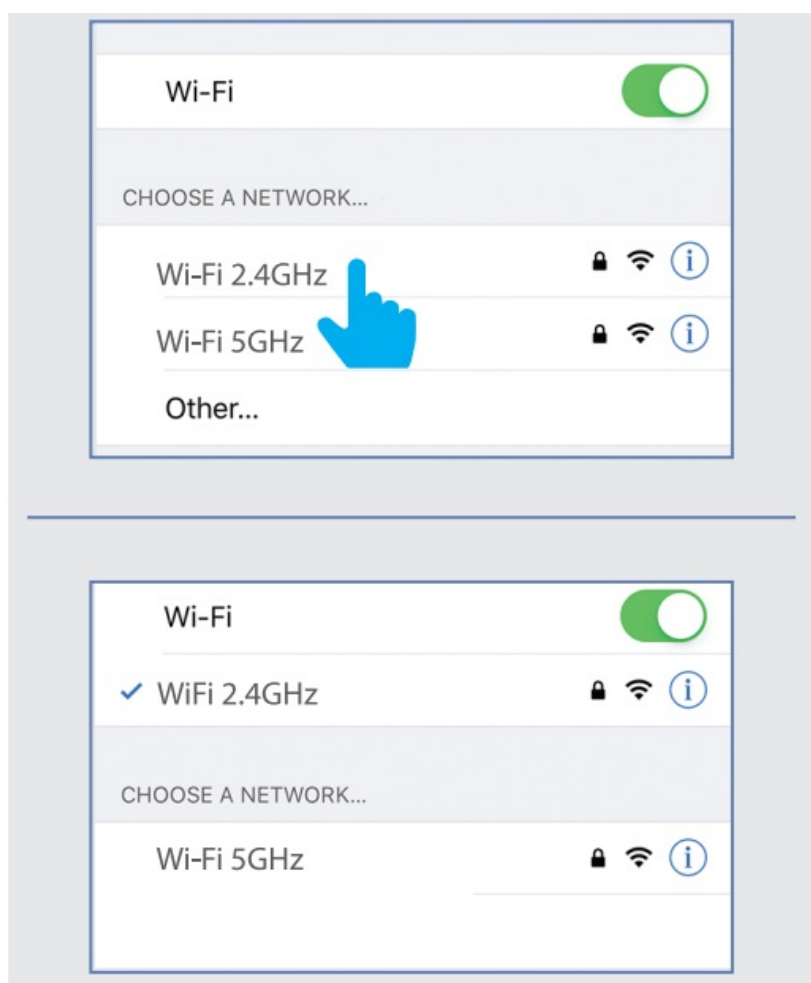 Wi-Fi
CHOOSE A NETWORK...
Wi-Fi 2.4GHz
Wi-Fi 5GHz
Other...
Wi-Fi
WiFi 2.4GHz
CHOOSE A NETWORK...
Wi-Fi 5GHz